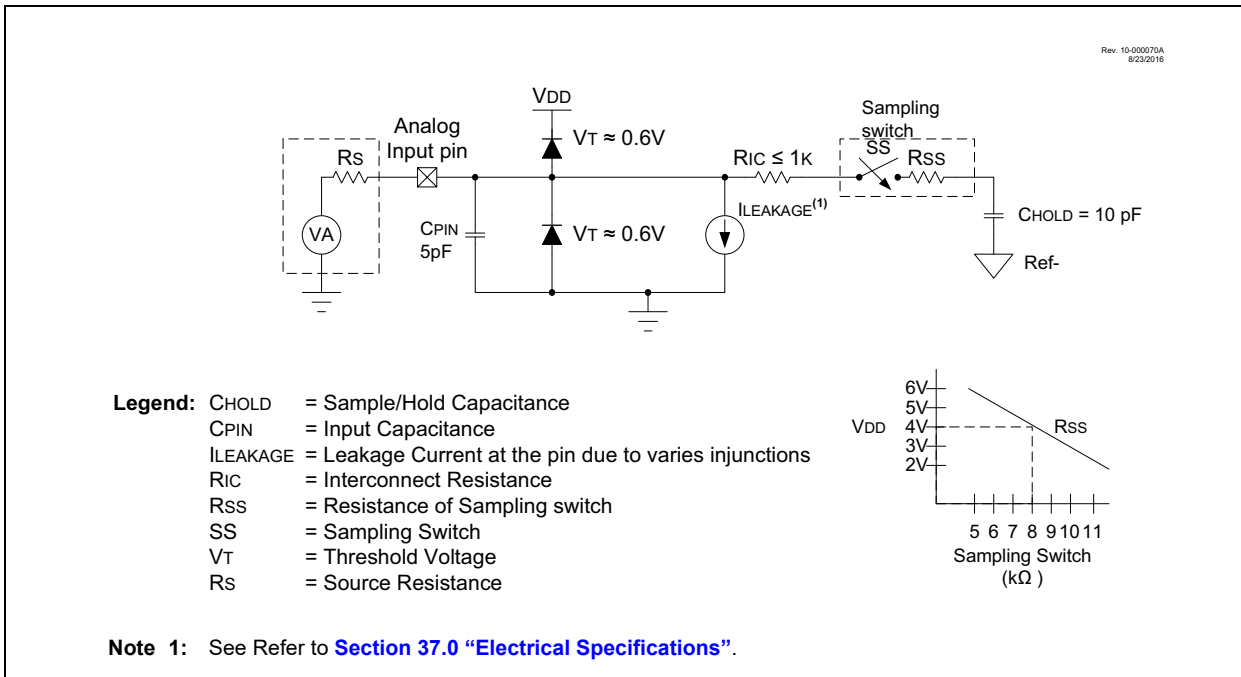 Rev. 10-000070A
8/23/2016
VDD
Sampling
switch
Analog
Input pin
VT ≈ 0.6V
RS
RIC ≤ 1K
SS
RSS
ILEAKAGE(1)
CHOLD = 10 pF
VA
CPIN
5pF
VT ≈ 0.6V
Ref-
Legend: CHOLD = Sample/Hold Capacitance
CPIN = Input Capacitance
ILEAKAGE = Leakage Current at the pin due to varies injunctions
RIC = Interconnect Resistance
RSS = Resistance of Sampling switch
SS = Sampling Switch
VT = Threshold Voltage
RS = Source Resistance
6V
5V
VDD 4V RSS
3V
2V
5 6 7 8 9 10 11
Sampling Switch
(kΩ )
Note 1: See Refer to Section 37.0 “Electrical Specifications”.